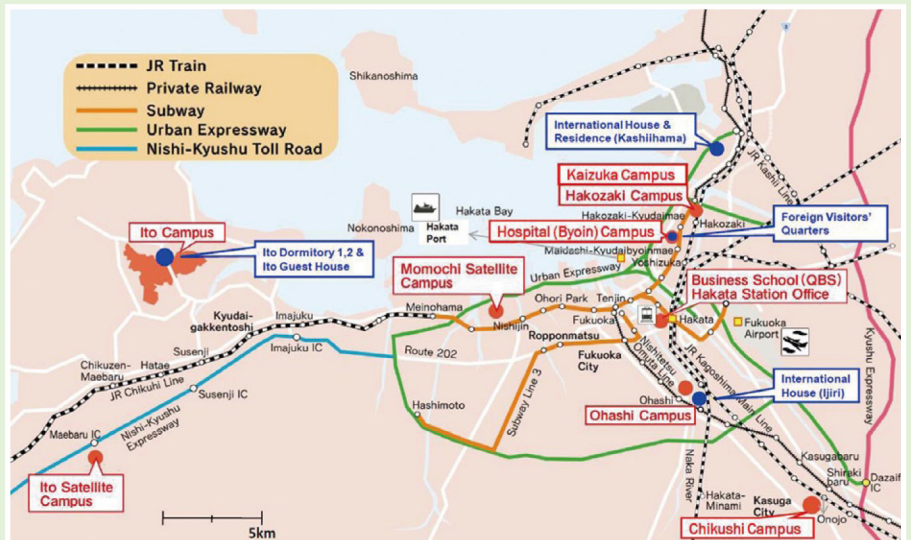 JR Train
Private Railway
Subway
Urban Expressway
Nishi-Kyushu Toll Road
Shikanoshima
International House &
Residence (Kashiihama)
JR Kashii Line
Kaizuka Campus
Hakozaki Campus
Hakata Bay
Hakozaki-Kyudaimae
Hakozaki
Foreign Visitors'
Quarters
Nokonoshima
Hakata
Port
Hospital (Byoin) Campus
Maidashi-Kyudaibyoinmae
Yoshizuka
Ito Campus
Ito Dormitory 1,2 &
Ito Guest House
Momochi Satellite
Campus
Urban Expressway
Business School (QBS)
Hakata Station Office
Meinohama
Nishijin
Ohori Park
Tenjin
Fukuoka
Hakata
Fukuoka
Airport
Kyudai-
gakkentoshi
Imajuku
Imajuku IC
Route 202
Ropponmatsu
Fukuoka
City
Nishitetsu
Omuta Line
JR Kagoshima Main Line
Kyushu Expressway
Chikuzen-
Maebaru
Hatae
Susenji
JR Chikuhi Line
Susenji IC
Nishi-Kyushu
Expressway
Maebaru IC
Hashimoto
Subway Line 3
International
House (Ijiri)
Ohashi
Ohashi Campus
Ito Satellite
Campus
Naka River
Kasugabaru
Shiraki
baru
Dazaif
IC
Hakata-
Minami
Kasuga
City
Onojo
Chikushi Campus
5km